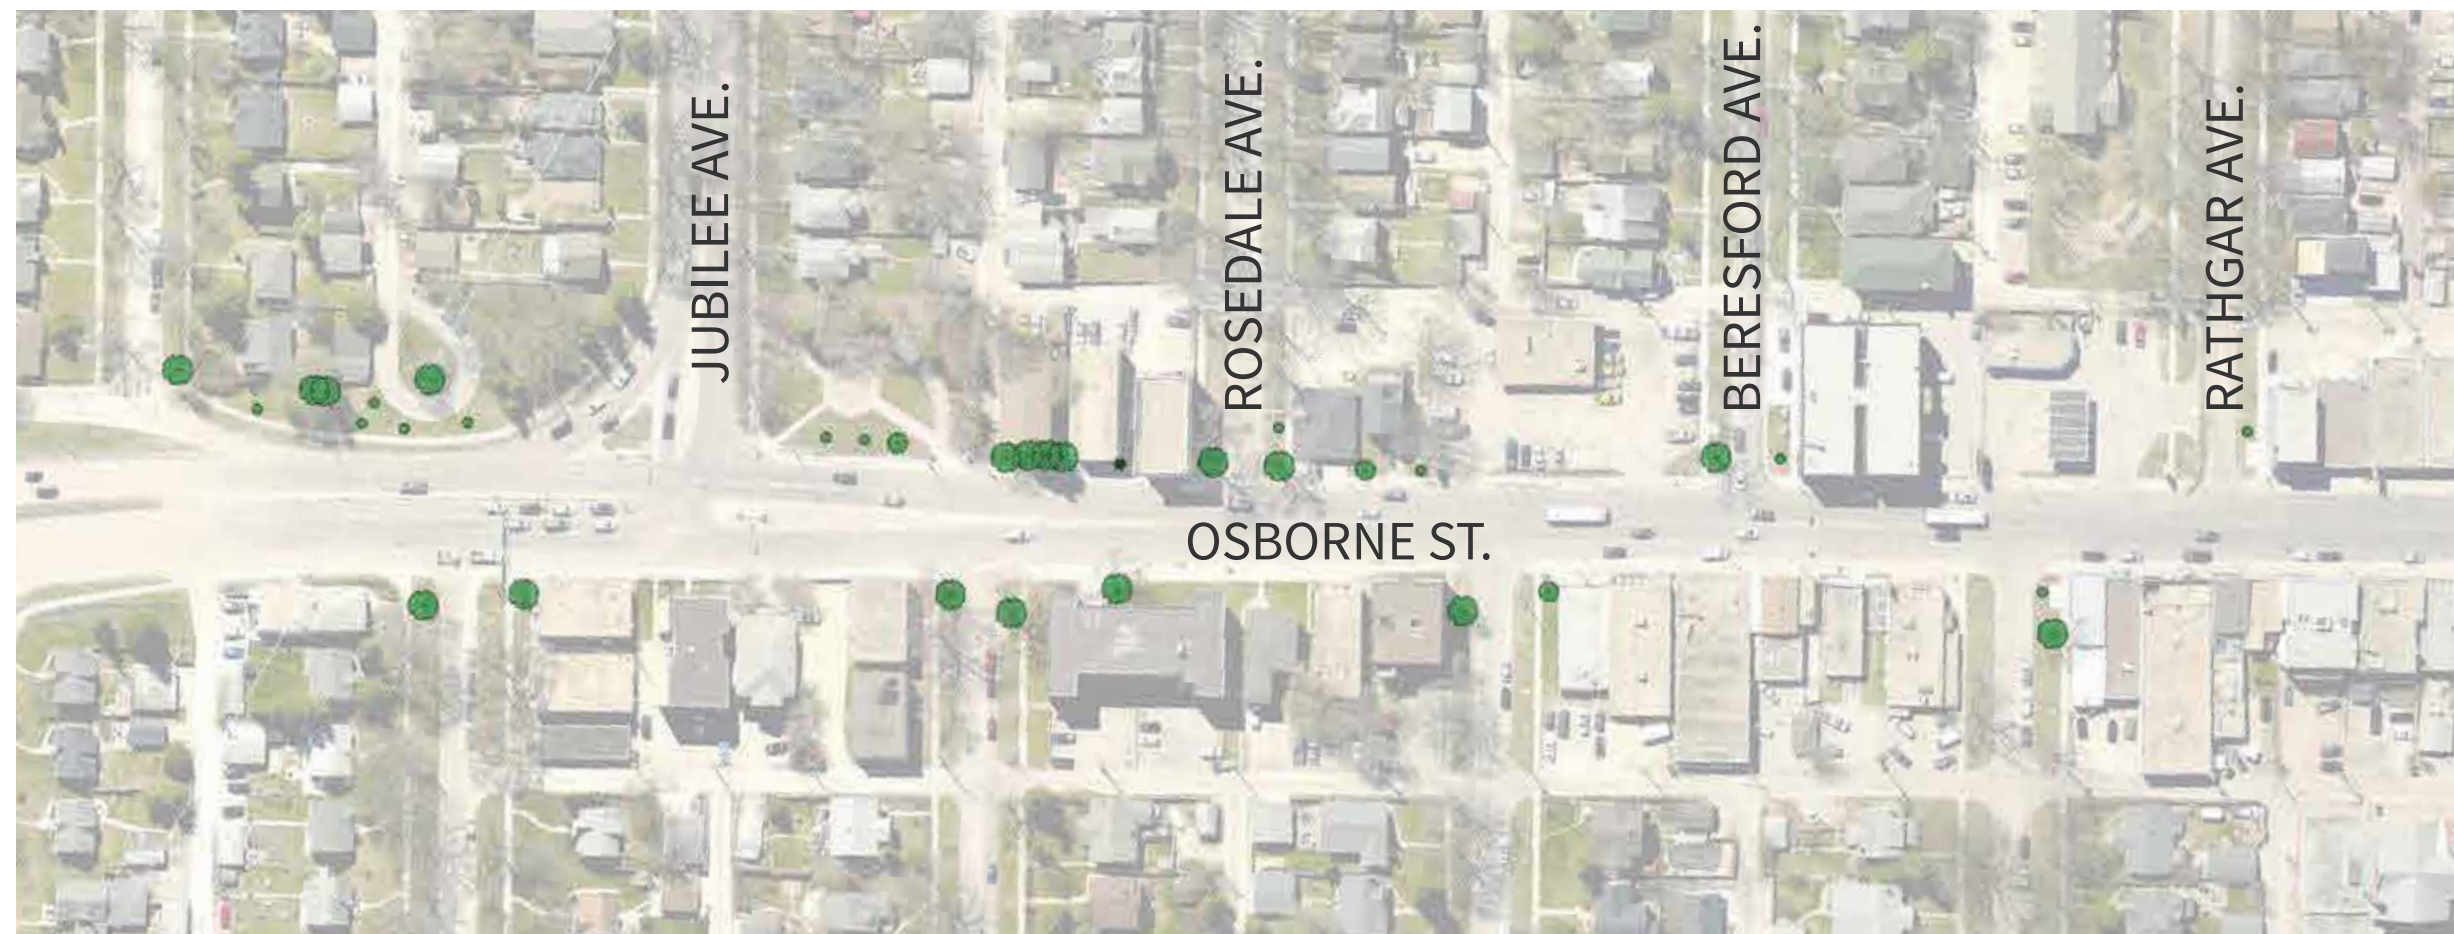 JUBILEE AVE.
ROSEDALE AVE.
BERESFORD AVE.
RATHGAR AVE.
OSBORNE ST.